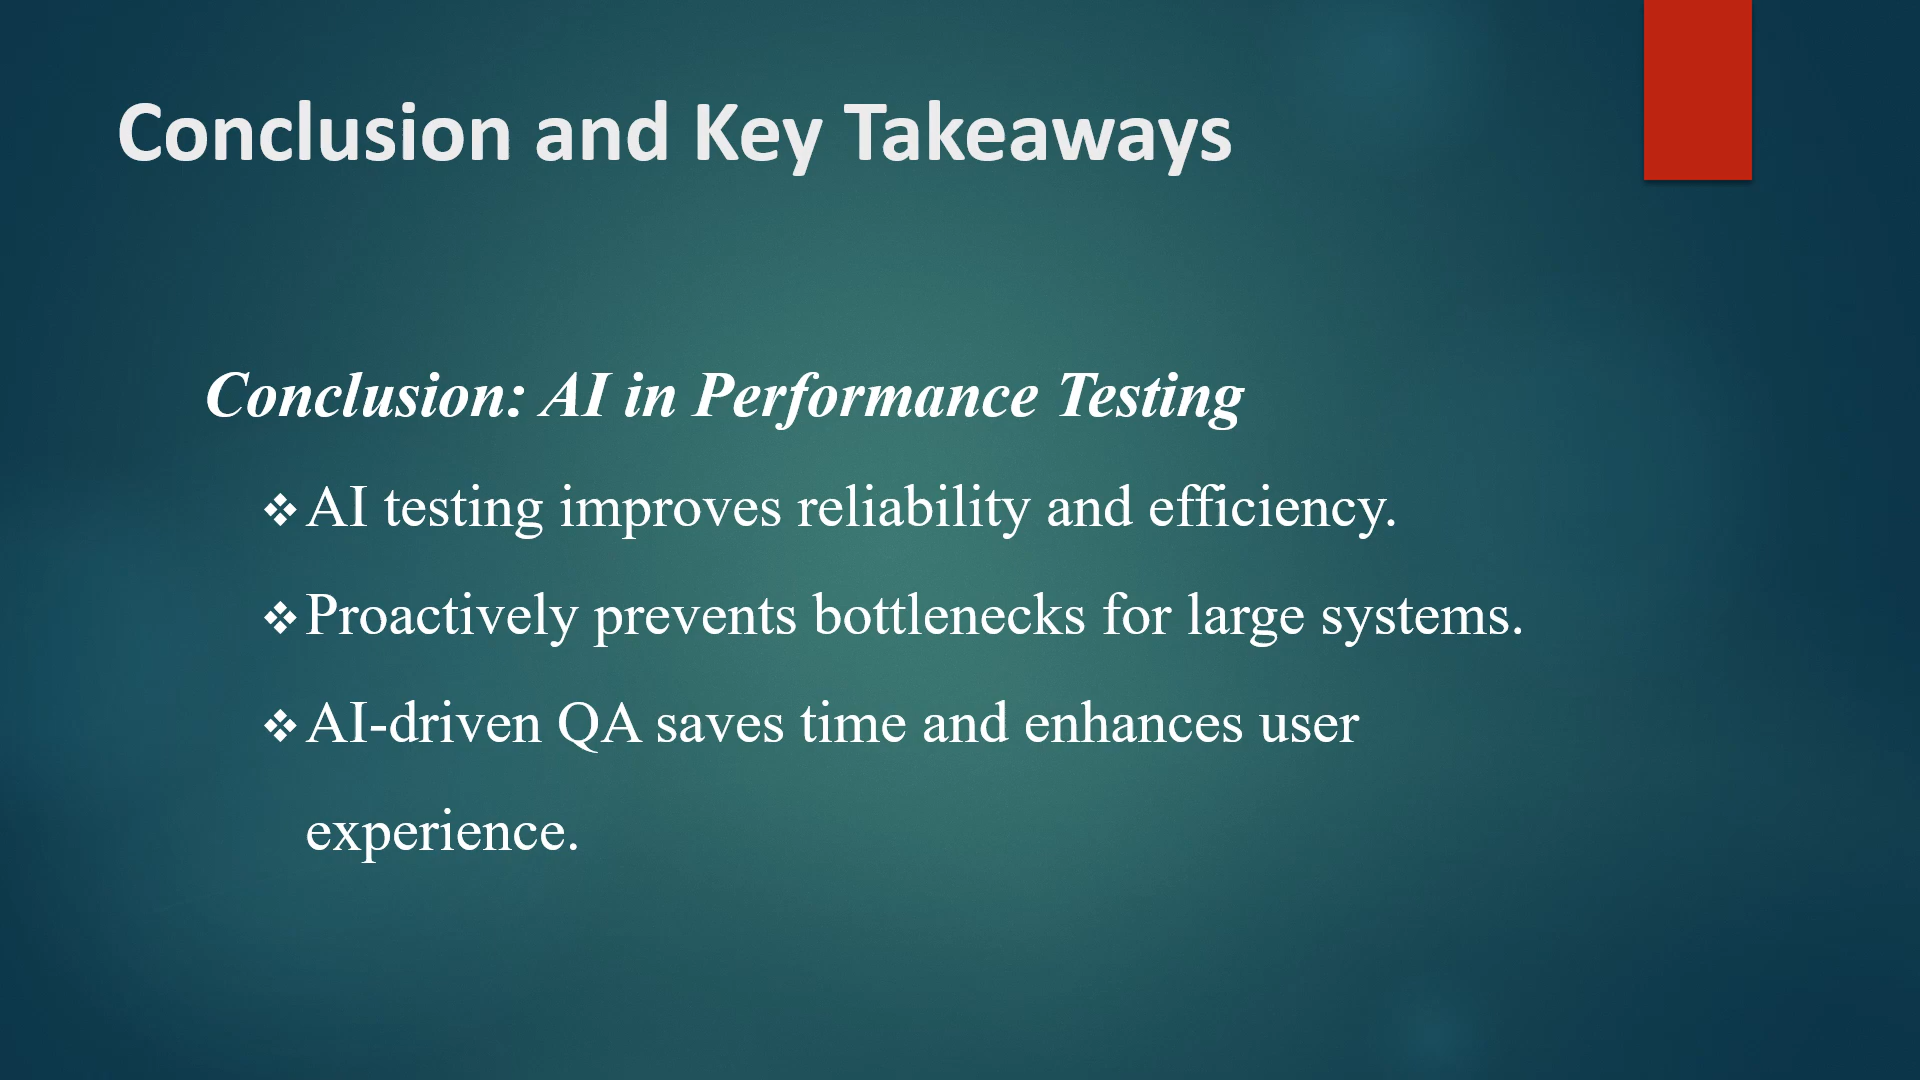 Conclusion and Key Takeaways
Conclusion: AI in Performance Testing
❖AI testing improves reliability and efficiency.
❖Proactively prevents bottlenecks for large systems.
❖AI-driven QA saves time and enhances user
experience.